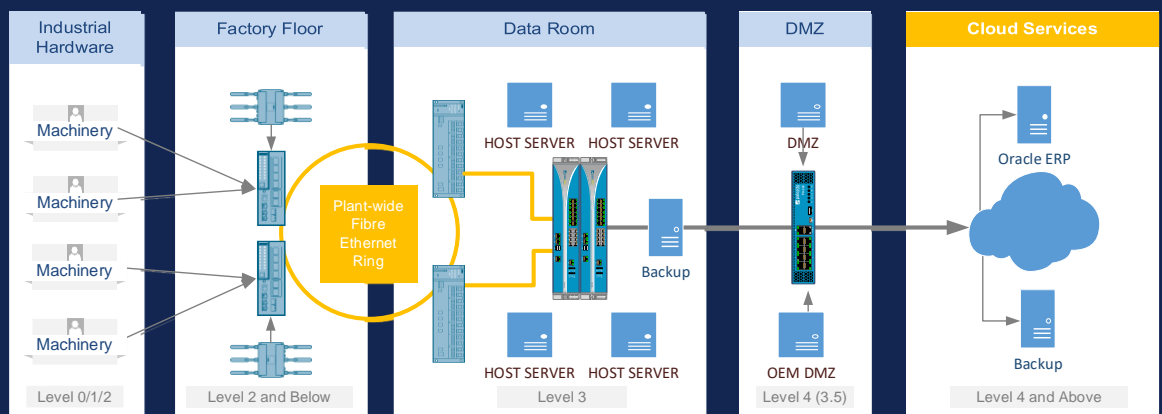 Industrial
Hardware
Factory Floor
Data Room
DMZ
Cloud Services
Machinery
Machinery
Machinery
Machinery
Plant-wide
Fibre
Ethernet
Ring
HOST SERVER
HOST SERVER
Backup
HOST SERVER
HOST SERVER
DMZ
OEM DMZ
Oracle ERP
Backup
Level 0/1/2
Level 2 and Below
Level 3
Level 4 (3.5)
Level 4 and Above